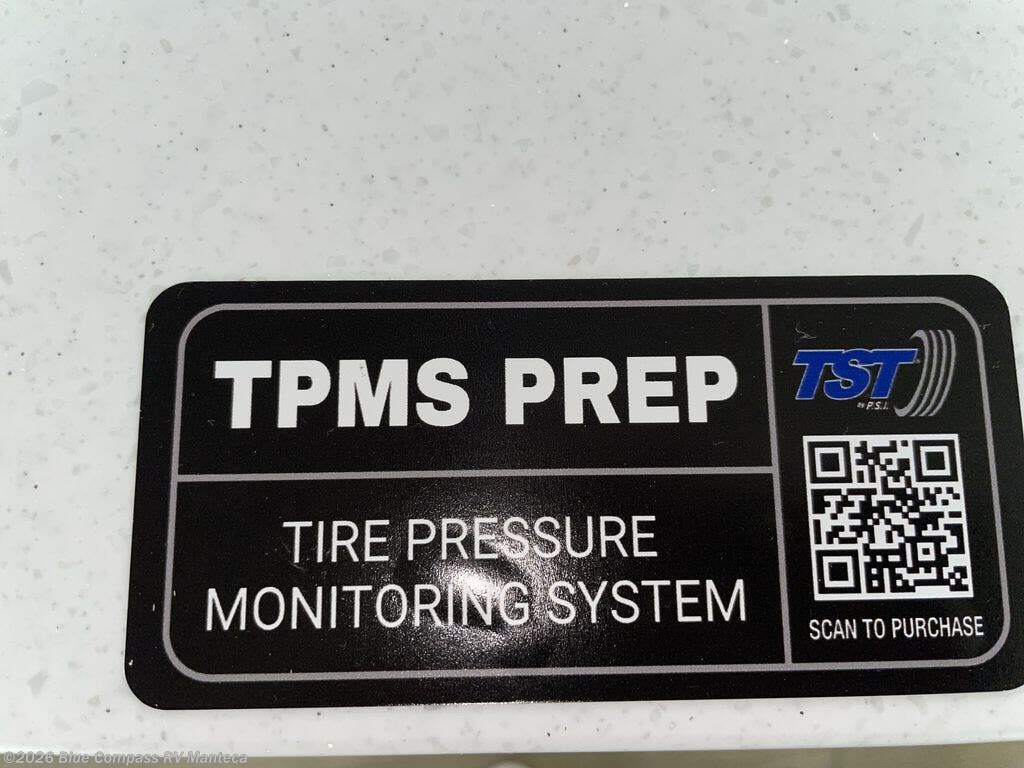 TPMS PREP
TIRE PRESSURE
MONITORING SYSTEM
TST
by P.S.I.
SCAN TO PURCHASE
©2026 Blue Compass RV Manteca